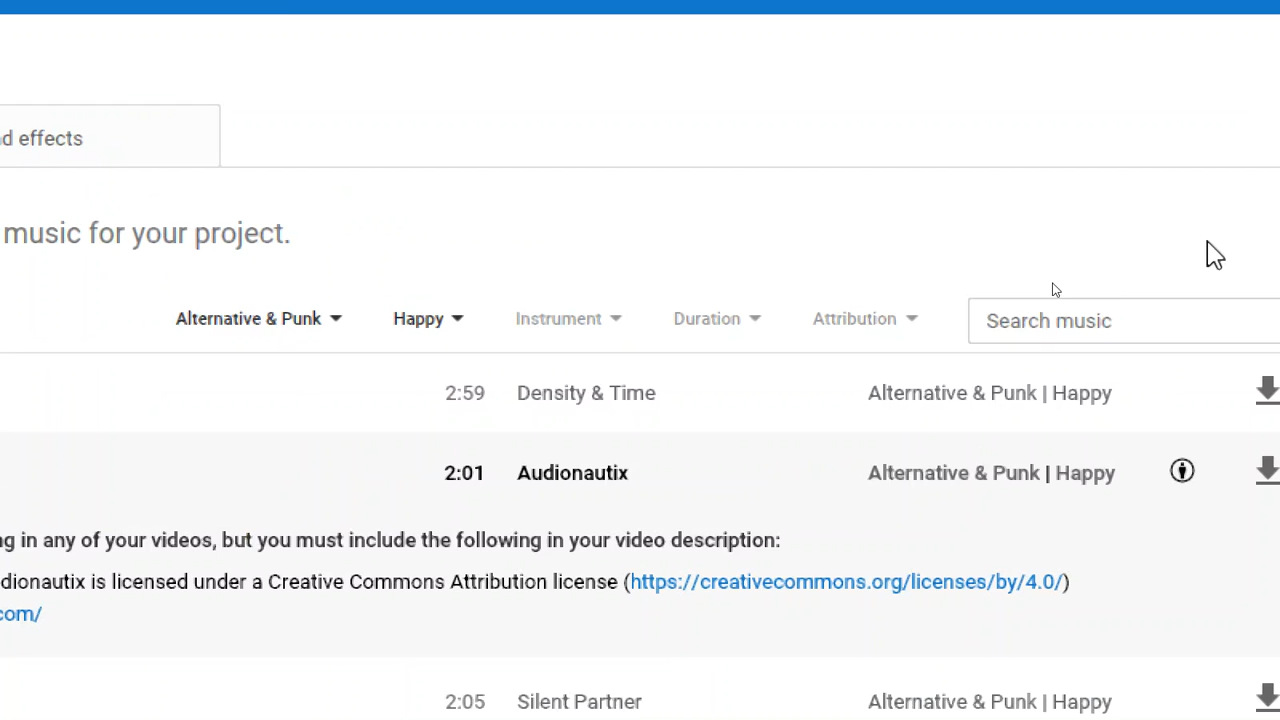 d effects
music for your project.
Alternative & Punk Happy Instrument Duration Attribution Search music
2:59 Density & Time Alternative & Punk | Happy
2:01 Audionautix Alternative & Punk | Happy
g in any of your videos, but you must include the following in your video description:
dionautix is licensed under a Creative Commons Attribution license (https://creativecommons.org/licenses/by/4.0/)
com/
2:05 Silent Partner Alternative & Punk | Happy